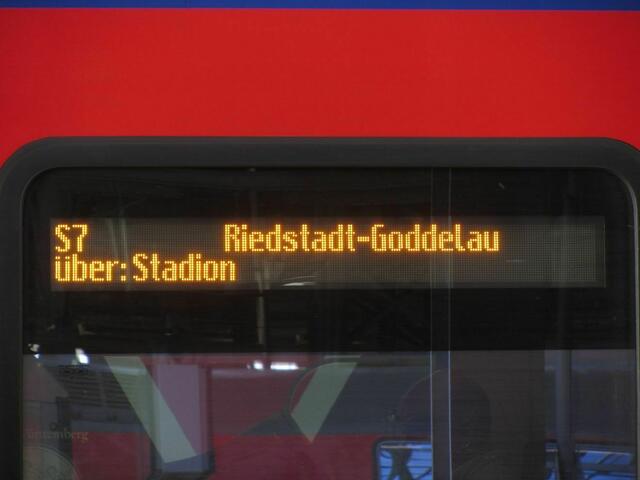 S7 Riedstadt-Goddelau
über: Stadion